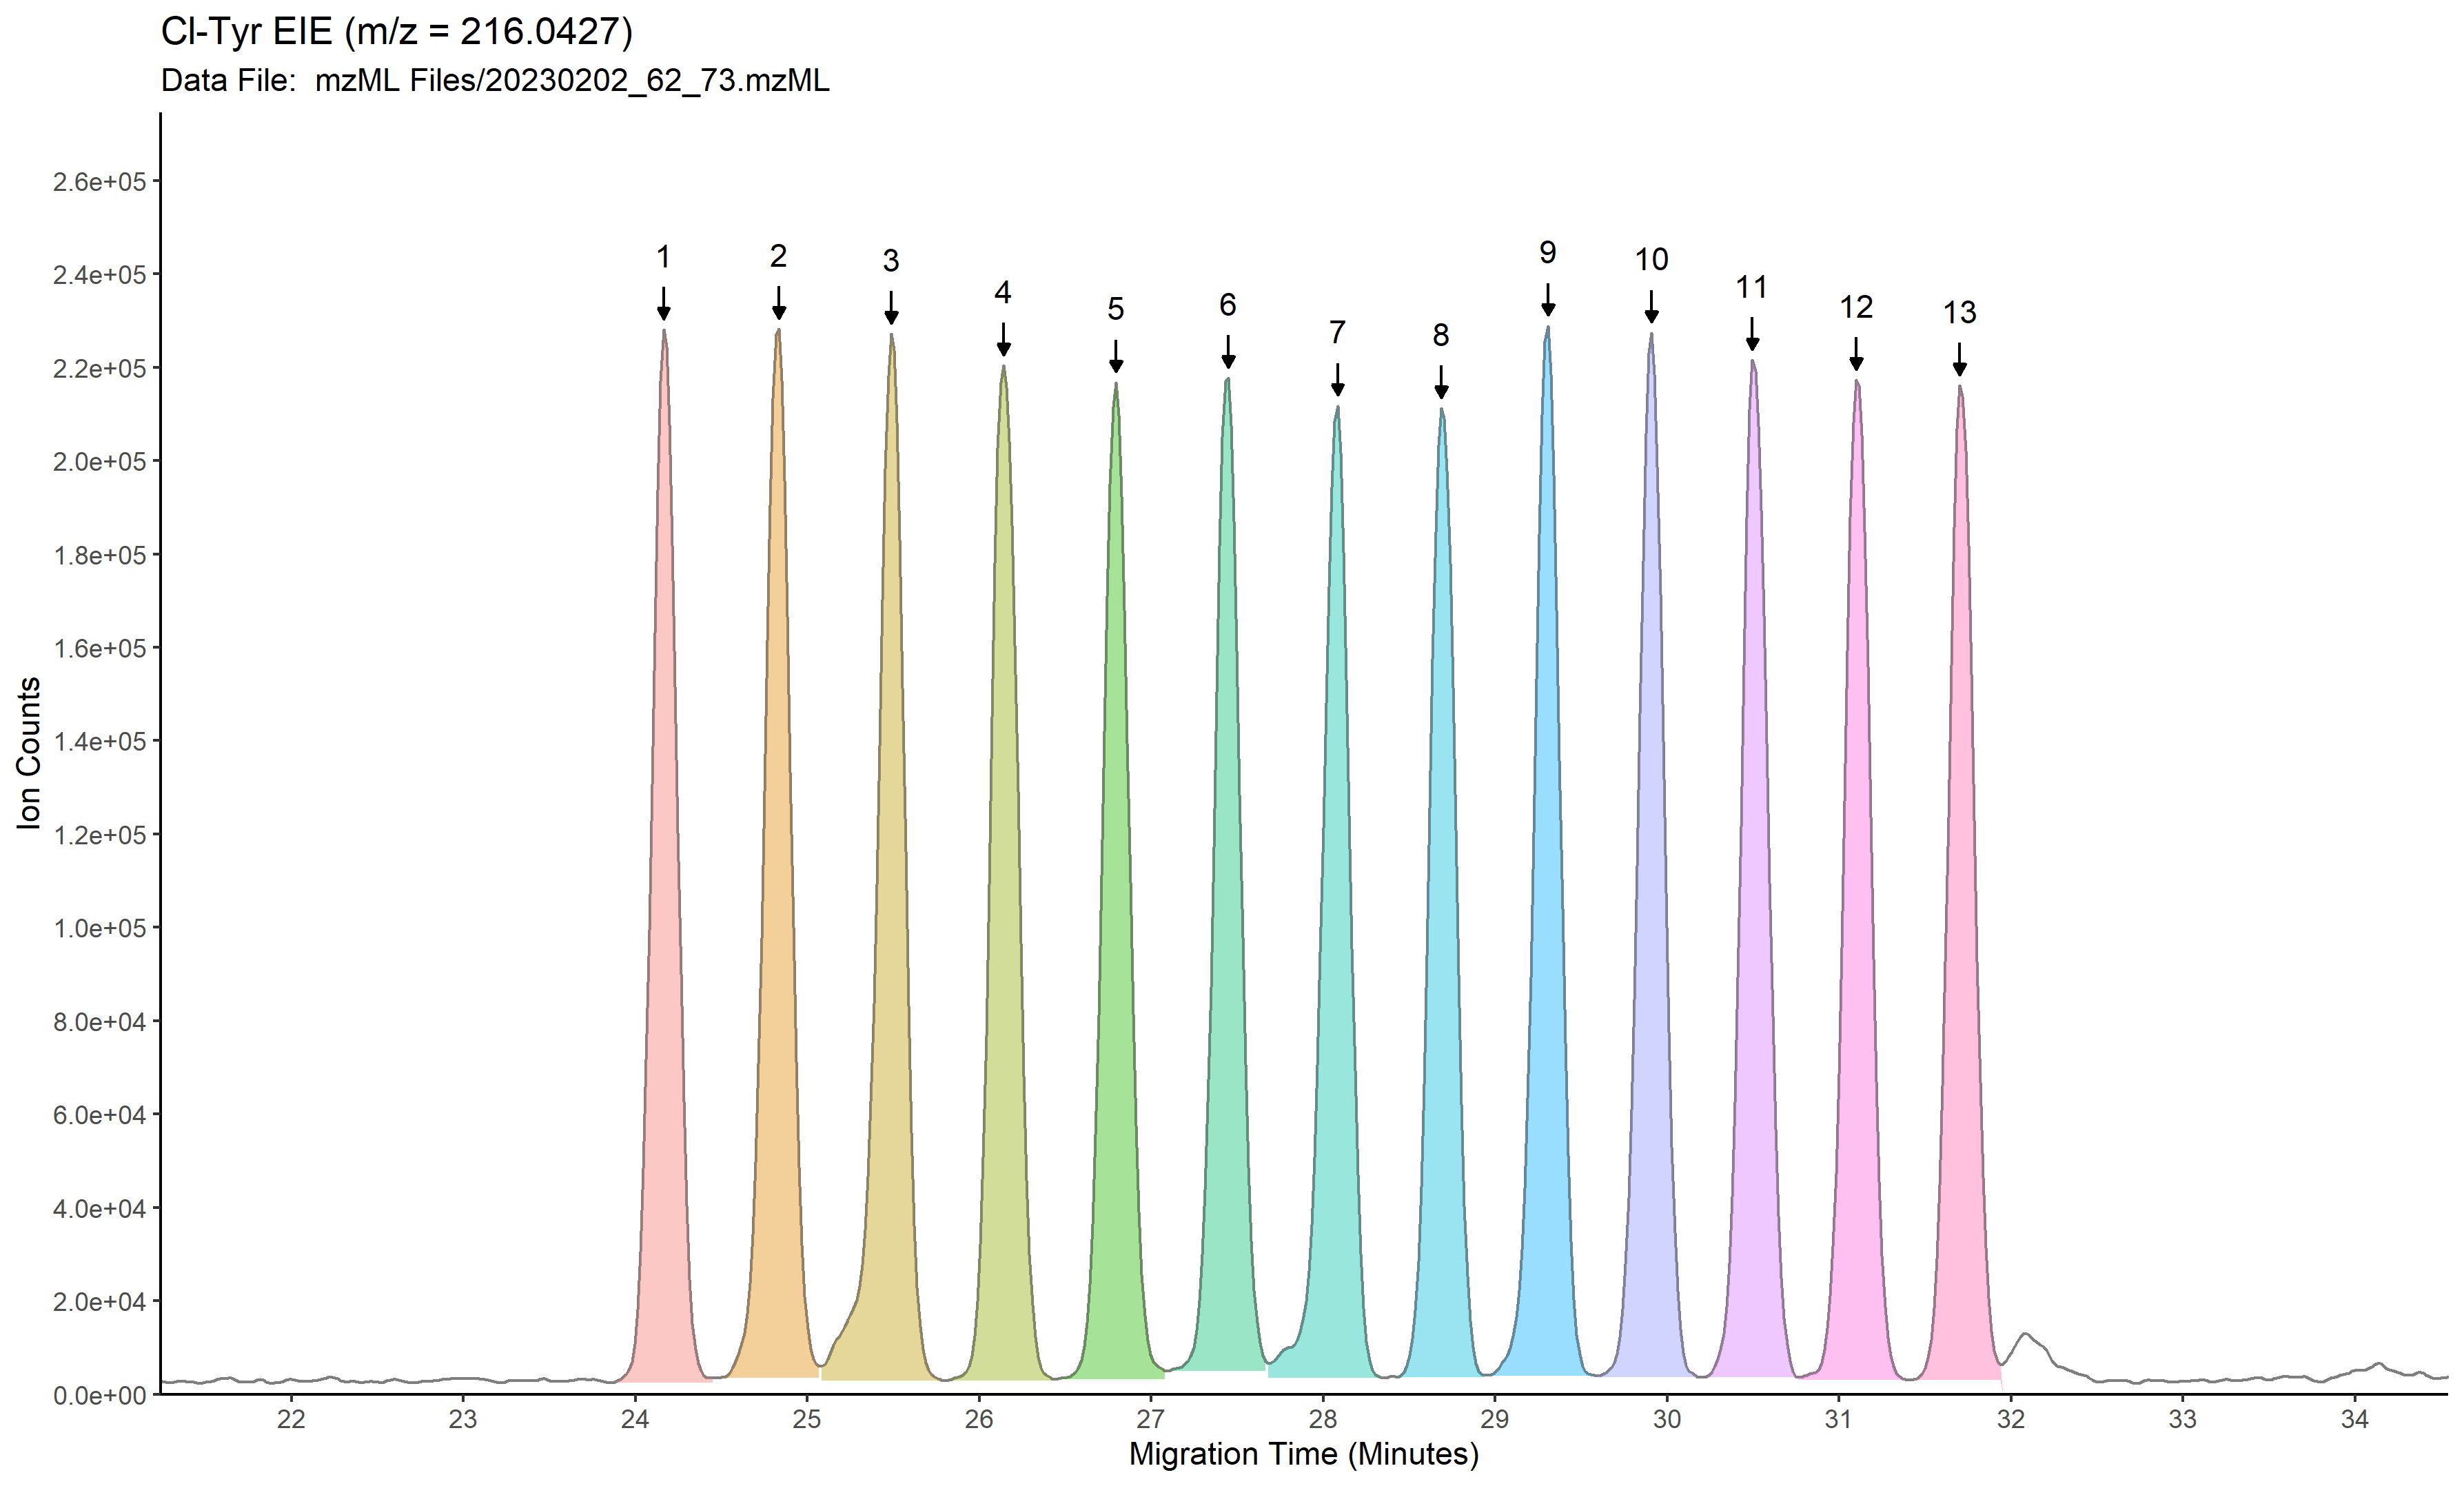 Cl-Tyr EIE (m/z = 216.0427)
Data File:  mzML Files/20230202_62_73.mzML
2.6e+05
2.4e+05
2.2e+05
2.0e+05
1.8e+05
1.6e+05
1.4e+05
1.2e+05
1.0e+05
8.0e+04
6.0e+04
4.0e+04
2.0e+04
0.0e+00
Ion Counts
1 2 3 4 5 6 7 8 9 10 11 12 13
22 23 24 25 26 27 28 29 30 31 32 33 34
Migration Time (Minutes)